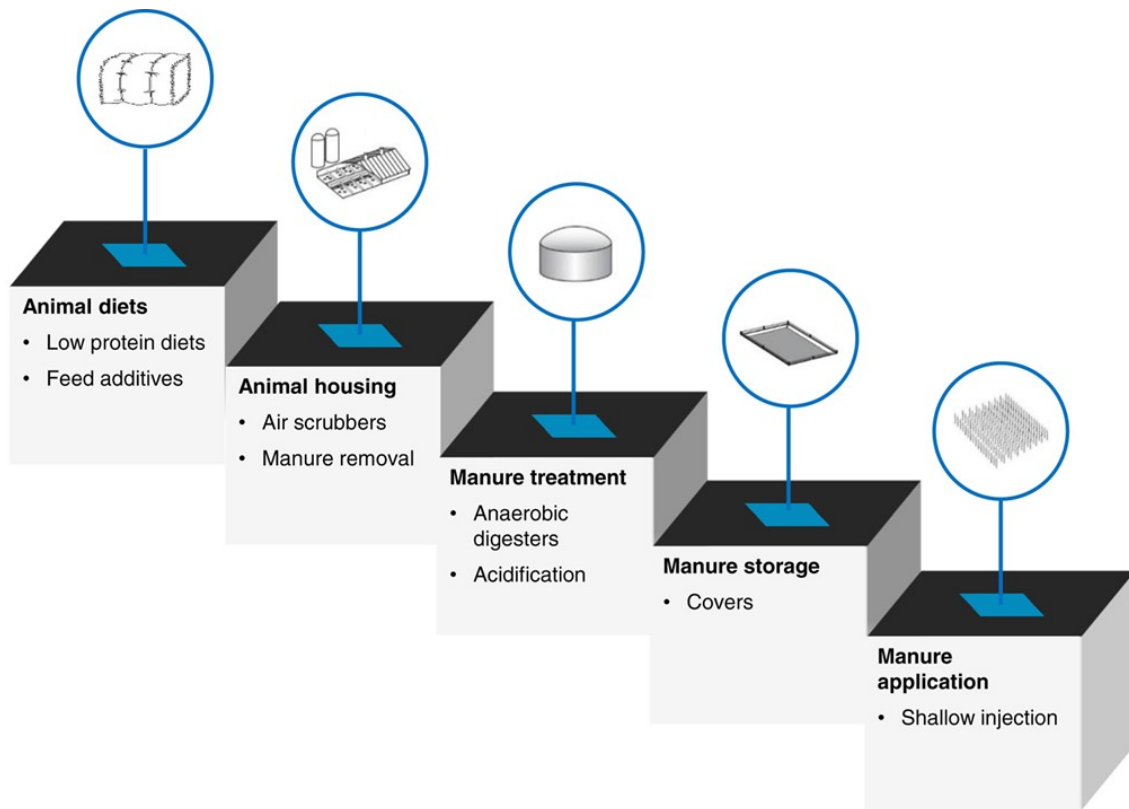 Animal diets
• Low protein diets
• Feed additives
Animal housing
• Air scrubbers
• Manure removal
Manure treatment
• Anaerobic
digesters
• Acidification
Manure storage
• Covers
Manure
application
• Shallow injection